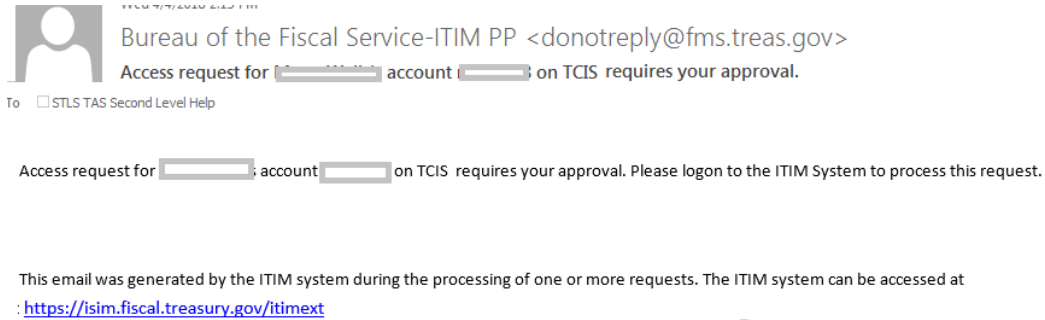 Bureau of the Fiscal Service-ITIM PP <donotreply@fms.treas.gov>
Access request for account on TCIS requires your approval.
To STLS TAS Second Level Help
Access request for account on TCIS requires your approval. Please logon to the ITIM System to process this request.
This email was generated by the ITIM system during the processing of one or more requests. The ITIM system can be accessed at
: https://isim.fiscal.treasury.gov/itimext